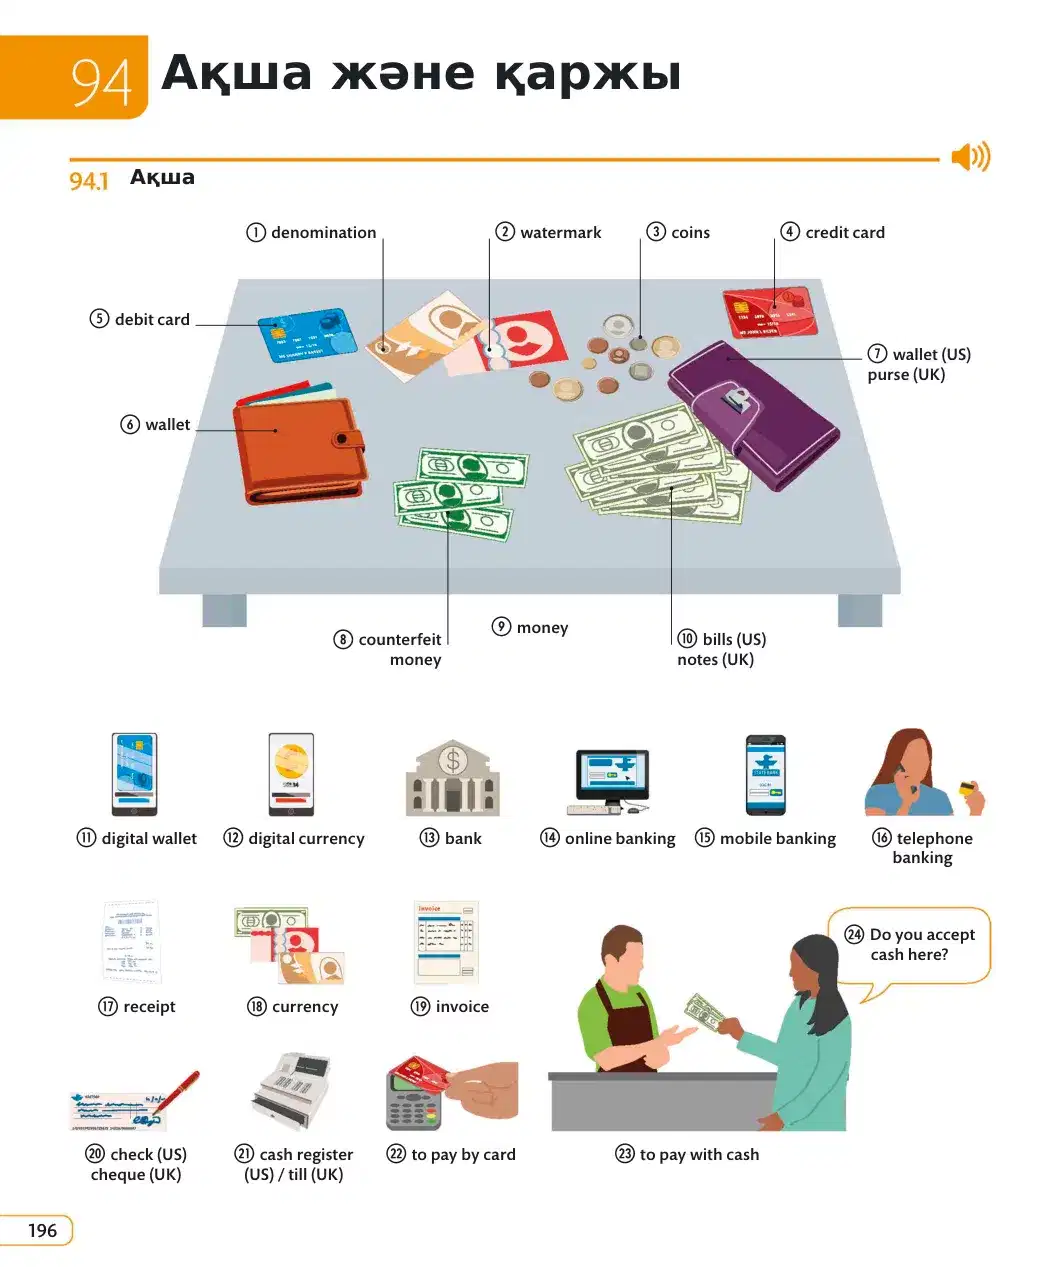 94
Ақша және қаржы
94.1 Ақша
① denomination
② watermark
③ coins
④ credit card
⑤ debit card
⑥ wallet
⑦ wallet (US)
purse (UK)
⑧ counterfeit
money
⑨ money
⑩ bills (US)
notes (UK)
⑪ digital wallet
⑫ digital currency
⑬ bank
⑭ online banking
⑮ mobile banking
STATE BANK
⑯ telephone
banking
⑰ receipt
⑱ currency
Invoice
⑲ invoice
㉔ Do you accept
cash here?
⑳ check (US)
cheque (UK)
㉑ cash register
(US) / till (UK)
㉒ to pay by card
㉓ to pay with cash
196